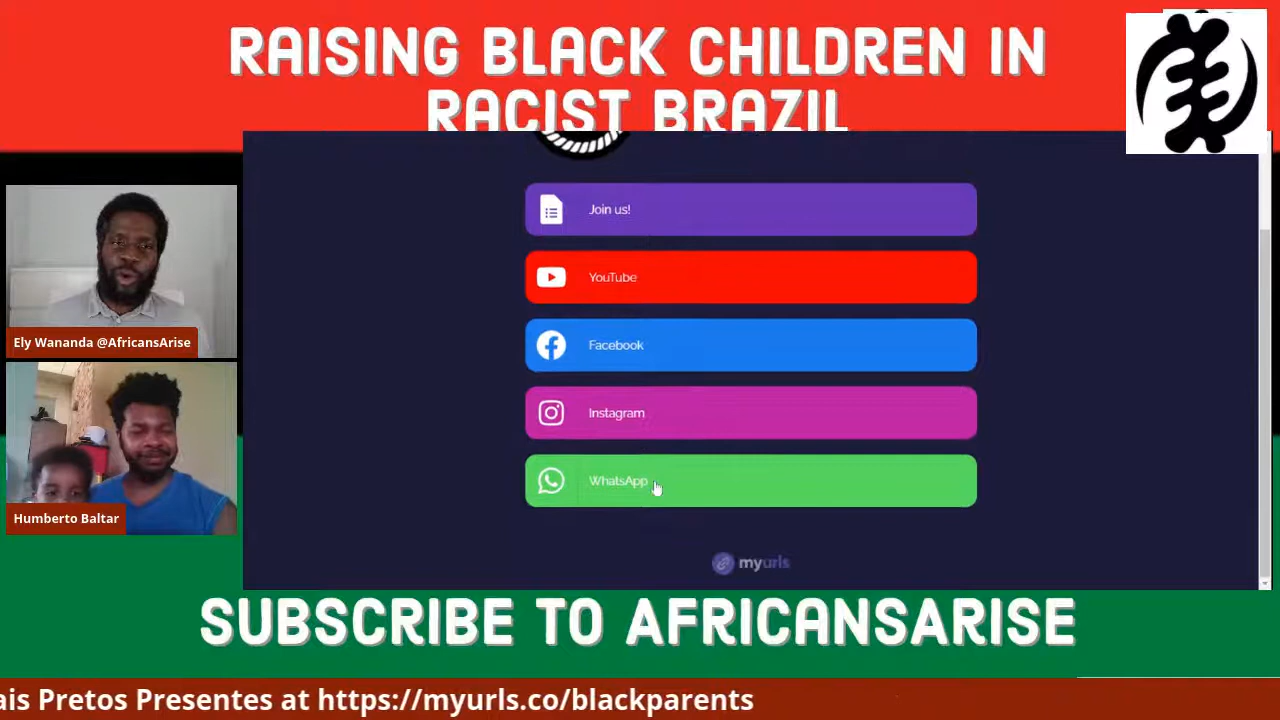 RAISING BLACK CHILDREN IN
RACIST BRAZIL
Join us!
YouTube
Ely Wananda @AfricansArise
Facebook
Instagram
WhatsApp
Humberto Baltar
myurls
SUBSCRIBE TO AFRICANSARISE
ais Pretos Presentes at https://myurls.co/blackparents